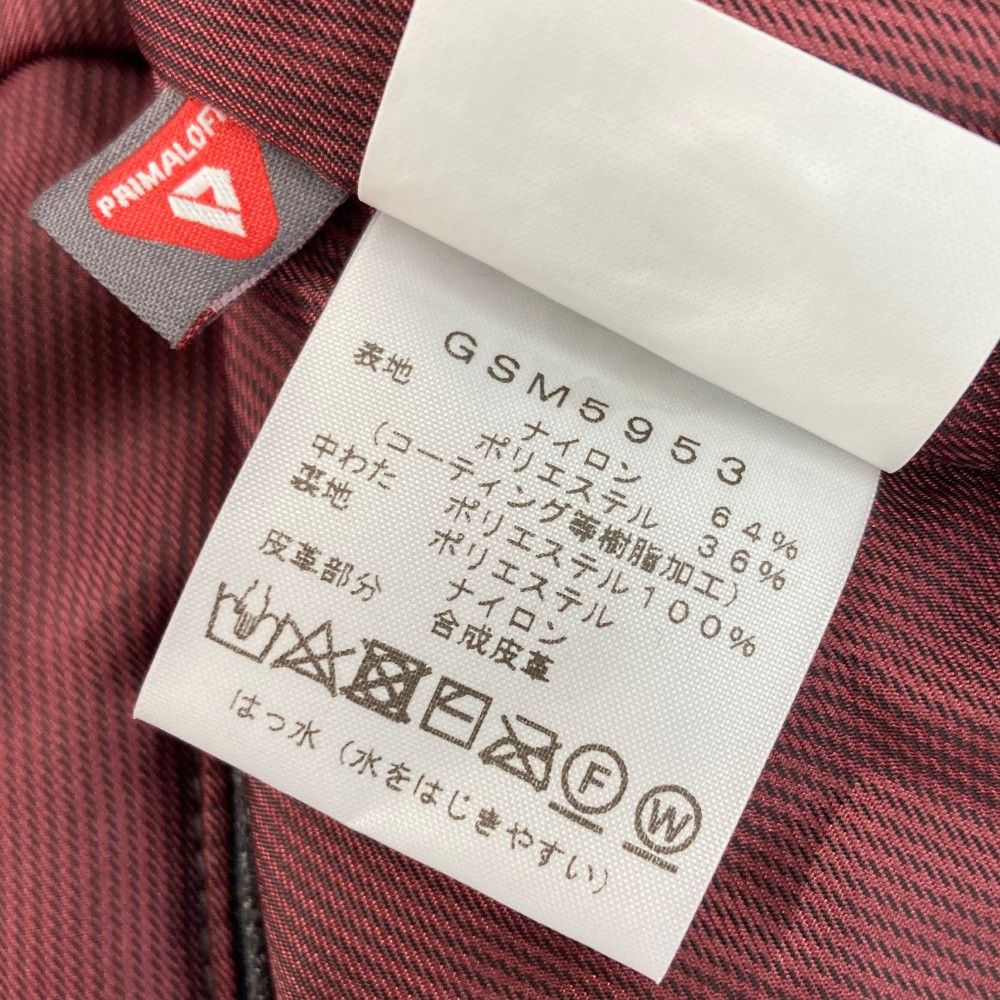 PRIMALOFT
GSM5953
表地 ナイロン 64%
ポリエステル 36%
(コーティング等樹脂加工)
中わた ポリエステル100%
裏地 ポリエステル
ナイロン
皮革部分 合成皮革
F W
はっ水(水をはじきやすい)